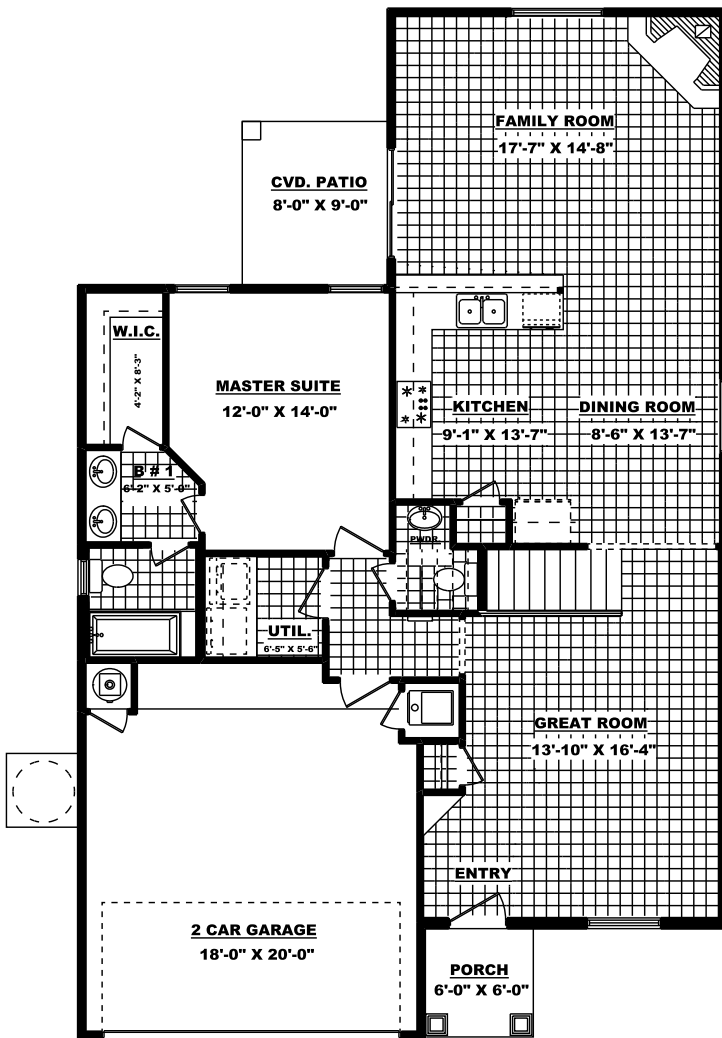 FAMILY ROOM
17'-7" X 14'-8"
CVD. PATIO
8'-0" X 9'-0"
W.I.C.
4'-2" X 8'-3"
MASTER SUITE
12'-0" X 14'-0"
KITCHEN
9'-1" X 13'-7"
DINING ROOM
8'-6" X 13'-7"
B # 1
6'-2" X 5'-0"
PWDR.
UTIL.
6'-5" X 5'-6"
GREAT ROOM
13'-10" X 16'-4"
ENTRY
2 CAR GARAGE
18'-0" X 20'-0"
PORCH
6'-0" X 6'-0"